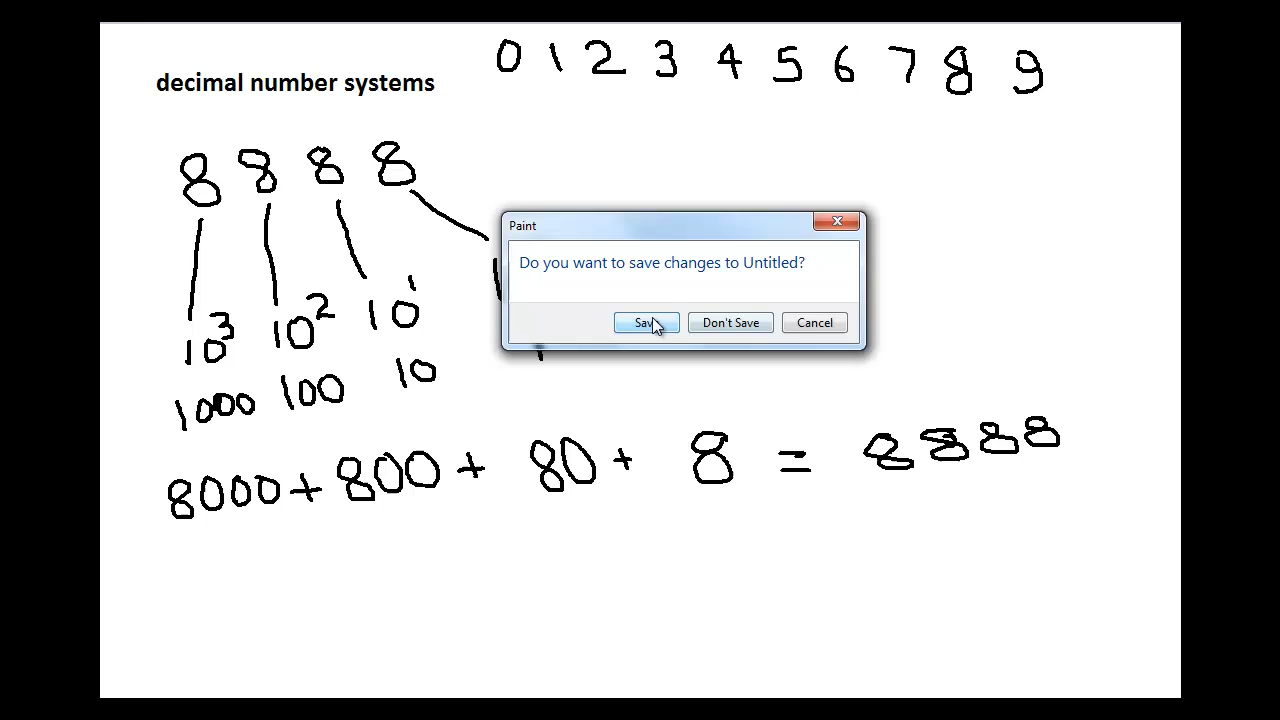 0 1 2 3 4 5 6 7 8 9
decimal number systems
8 8 8 8
Paint
Do you want to save changes to Untitled?
Save Don't Save Cancel
10³ 10² 10¹
1000 100 10
8000 + 800 + 80 + 8 = 8888